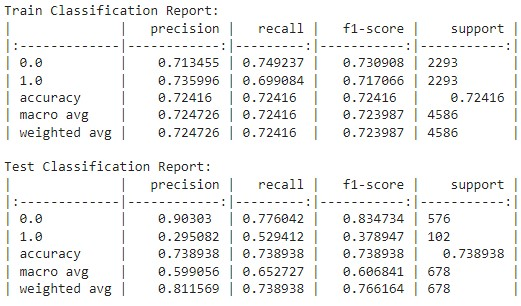 Train Classification Report:
|              |   precision |   recall |   f1-score |    support |
|:-------------|------------:|---------:|-----------:|-----------:|
| 0.0          |    0.713455 | 0.749237 |   0.730908 | 2293       |
| 1.0          |    0.735996 | 0.699084 |   0.717066 | 2293       |
| accuracy     |    0.72416  | 0.72416  |   0.72416  |    0.72416 |
| macro avg    |    0.724726 | 0.72416  |   0.723987 | 4586       |
| weighted avg |    0.724726 | 0.72416  |   0.723987 | 4586       |
Test Classification Report:
|              |   precision |   recall |   f1-score |    support |
|:-------------|------------:|---------:|-----------:|-----------:|
| 0.0          |    0.90303  | 0.776042 |   0.834734 | 576        |
| 1.0          |    0.295082 | 0.529412 |   0.378947 | 102        |
| accuracy     |    0.738938 | 0.738938 |   0.738938 |   0.738938 |
| macro avg    |    0.599056 | 0.652727 |   0.606841 | 678        |
| weighted avg |    0.811569 | 0.738938 |   0.766164 | 678        |